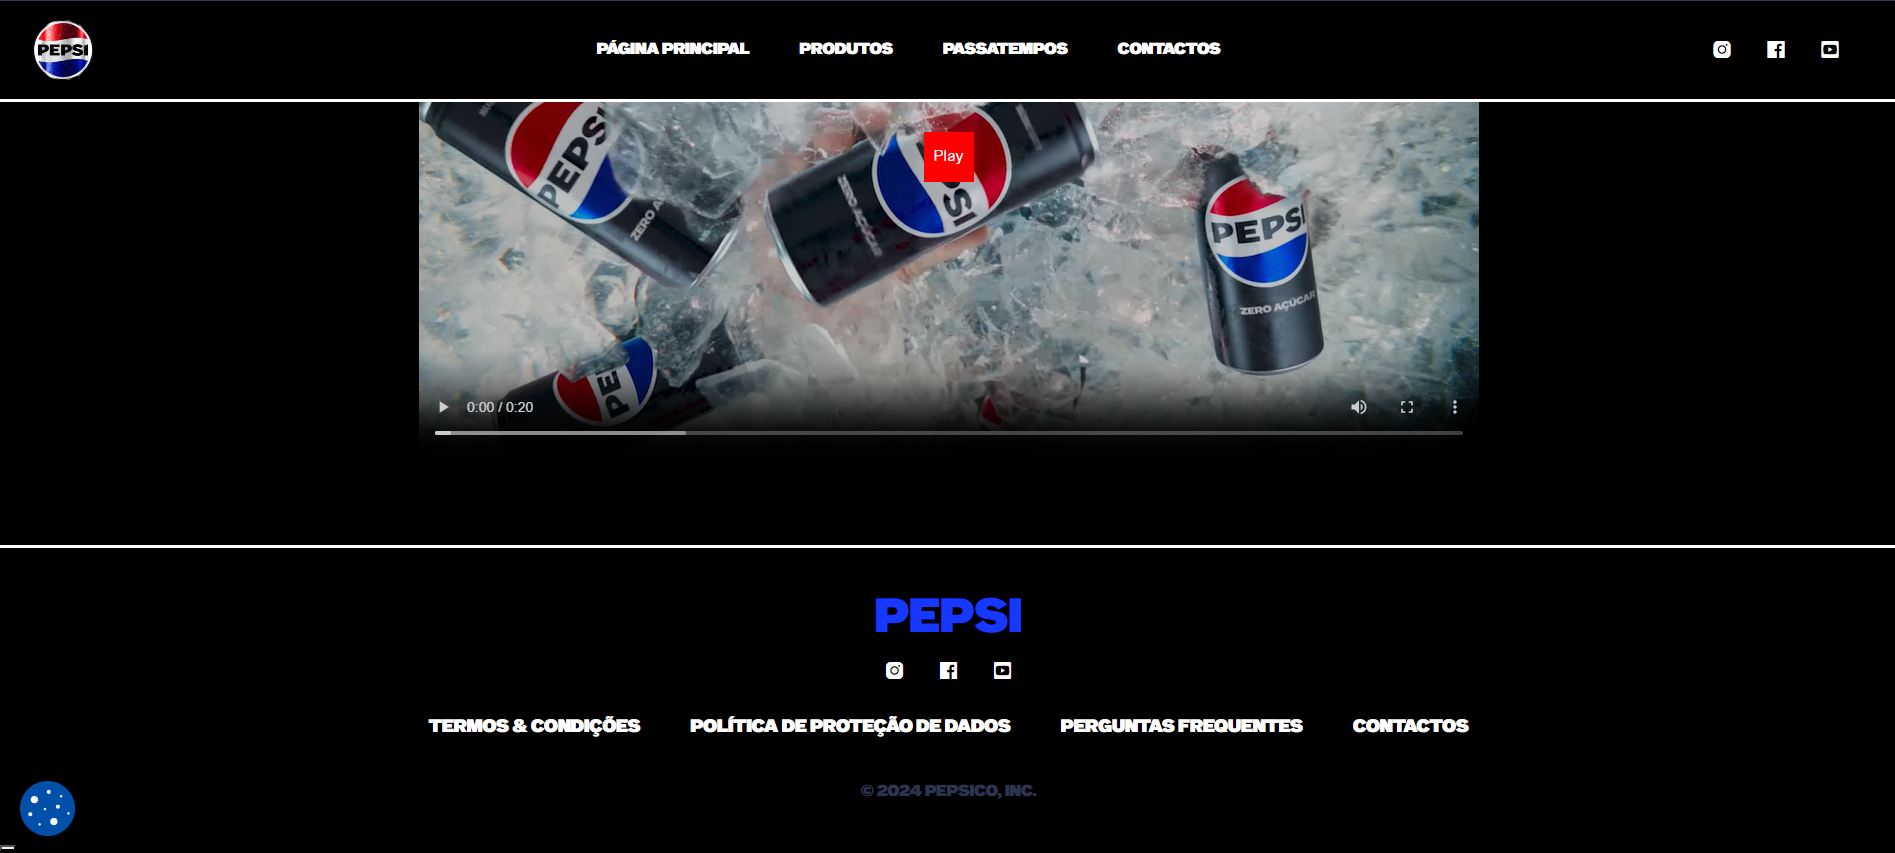 PEPSI
PÁGINA PRINCIPAL
PRODUTOS
PASSATEMPOS
CONTACTOS
PEPSI
ZERO A
PEPSI
Play
PEPSI
ZERO AÇÚCAR
0:00 / 0:20
PEPSI
TERMOS & CONDIÇÕES
POLÍTICA DE PROTEÇÃO DE DADOS
PERGUNTAS FREQUENTES
CONTACTOS
© 2024 PEPSICO, INC.